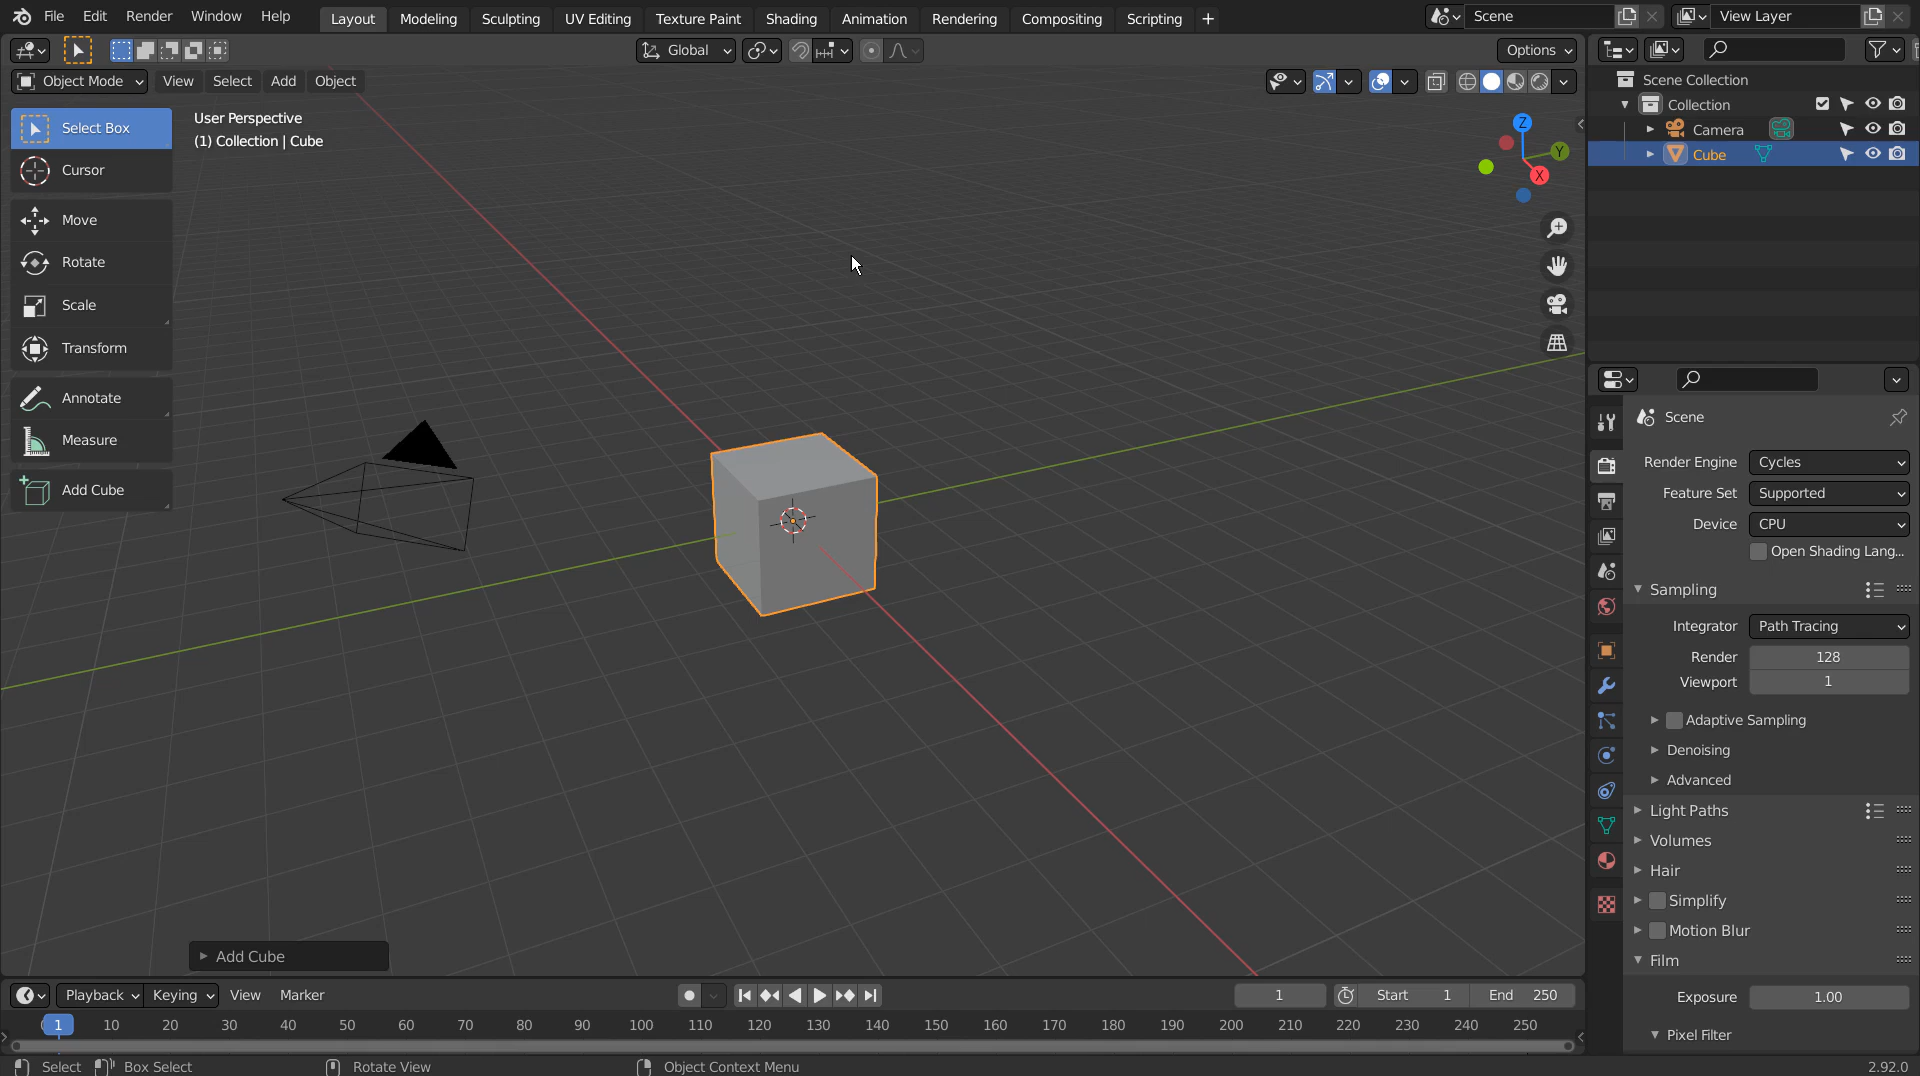 File Edit Render Window Help Layout Modeling Sculpting UV Editing Texture Paint Shading Animation Rendering Compositing Scripting + Scene View Layer
Global Options
Object Mode View Select Add Object
Scene Collection
Collection
Camera
Cube
Select Box
Cursor
Move
Rotate
Scale
Transform
Annotate
Measure
Add Cube
User Perspective
(1) Collection | Cube
Z
Y
X
Scene
Render Engine Cycles
Feature Set Supported
Device CPU
Open Shading Lang...
Sampling
Integrator Path Tracing
Render 128
Viewport 1
Adaptive Sampling
Denoising
Advanced
Light Paths
Volumes
Hair
Simplify
Motion Blur
Film
Exposure 1.00
Pixel Filter
Add Cube
Playback Keying View Marker 1 Start 1 End 250
1 10 20 30 40 50 60 70 80 90 100 110 120 130 140 150 160 170 180 190 200 210 220 230 240 250
Select Box Select Rotate View Object Context Menu 2.92.0